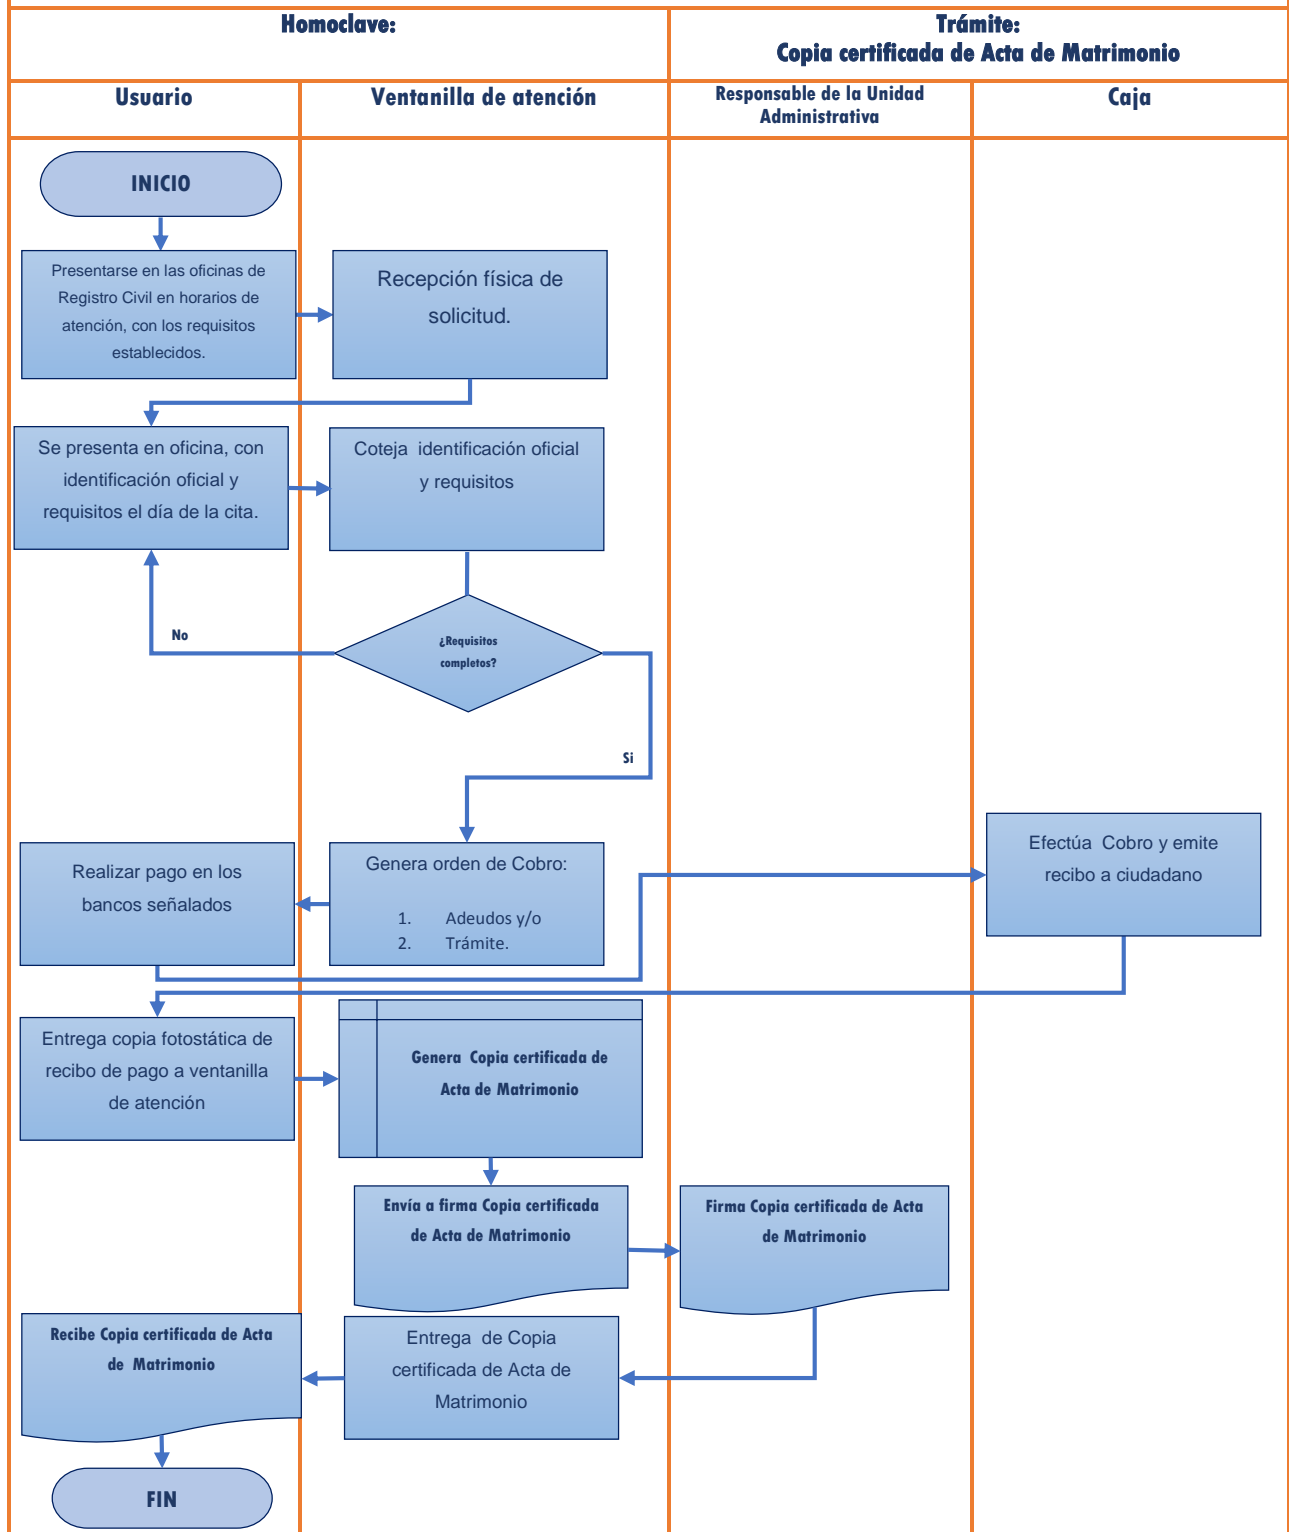 Homoclave:
Trámite:
Copia certificada de Acta de Matrimonio
Usuario
Ventanilla de atención
Responsable de la Unidad
Administrativa
Caja
INICIO
Presentarse en las oficinas de
Registro Civil en horarios de
atención, con los requisitos
establecidos.
Recepción física de
solicitud.
Se presenta en oficina, con
identificación oficial y
requisitos el día de la cita.
Coteja  identificación oficial
y requisitos
¿Requisitos
completos?
No
Si
Realizar pago en los
bancos señalados
Genera orden de Cobro:
1. Adeudos y/o
2. Trámite.
Efectúa  Cobro y emite
recibo a ciudadano
Entrega copia fotostática de
recibo de pago a ventanilla
de atención
Genera  Copia certificada de
Acta de Matrimonio
Envía a firma Copia certificada
de Acta de Matrimonio
Firma Copia certificada de Acta
de Matrimonio
Recibe Copia certificada de Acta
de  Matrimonio
Entrega  de Copia
certificada de Acta de
Matrimonio
FIN